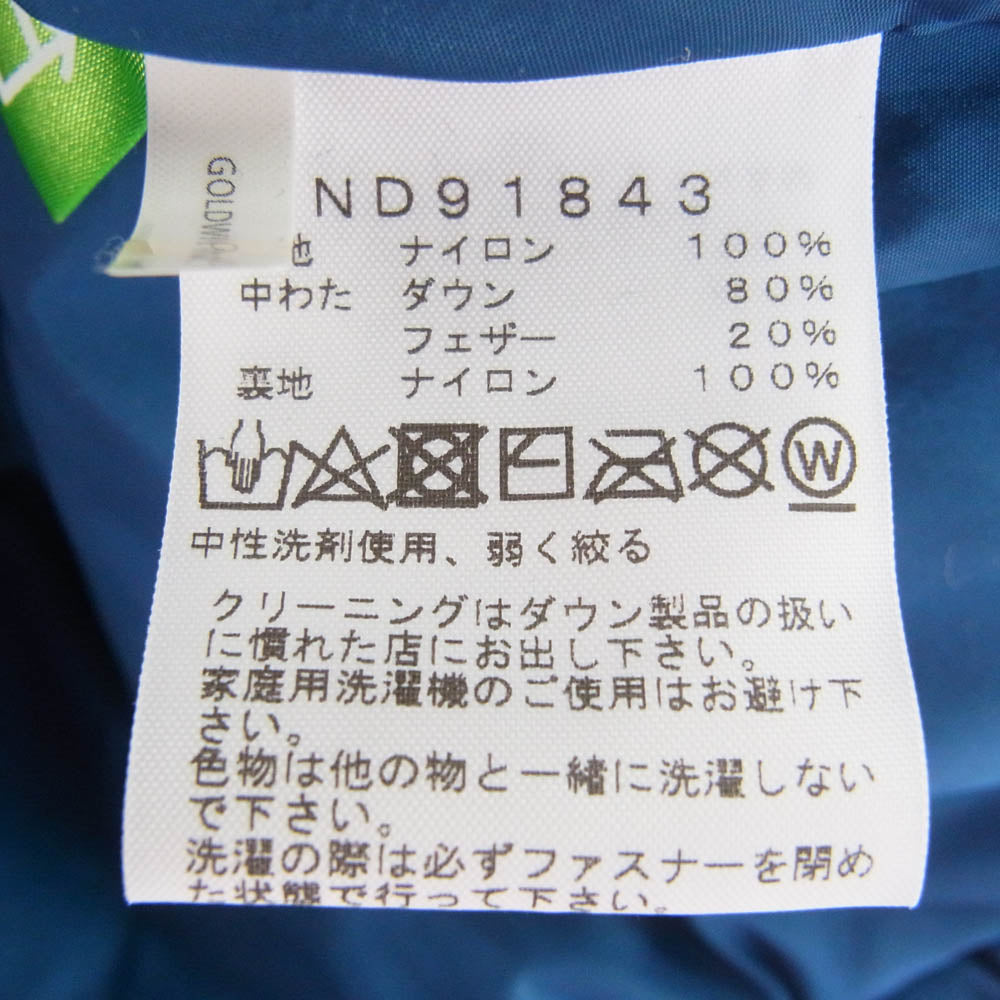 ND91843
地 ナイロン 100%
中わた ダウン 80%
フェザー 20%
裏地 ナイロン 100%
W
中性洗剤使用、弱く絞る
クリーニングはダウン製品の扱い
に慣れた店にお出し下さい。
家庭用洗濯機のご使用はお避け下
さい。
色物は他の物と一緒に洗濯しない
で下さい。
洗濯の際は必ずファスナーを閉め
た状態で行って下さい。